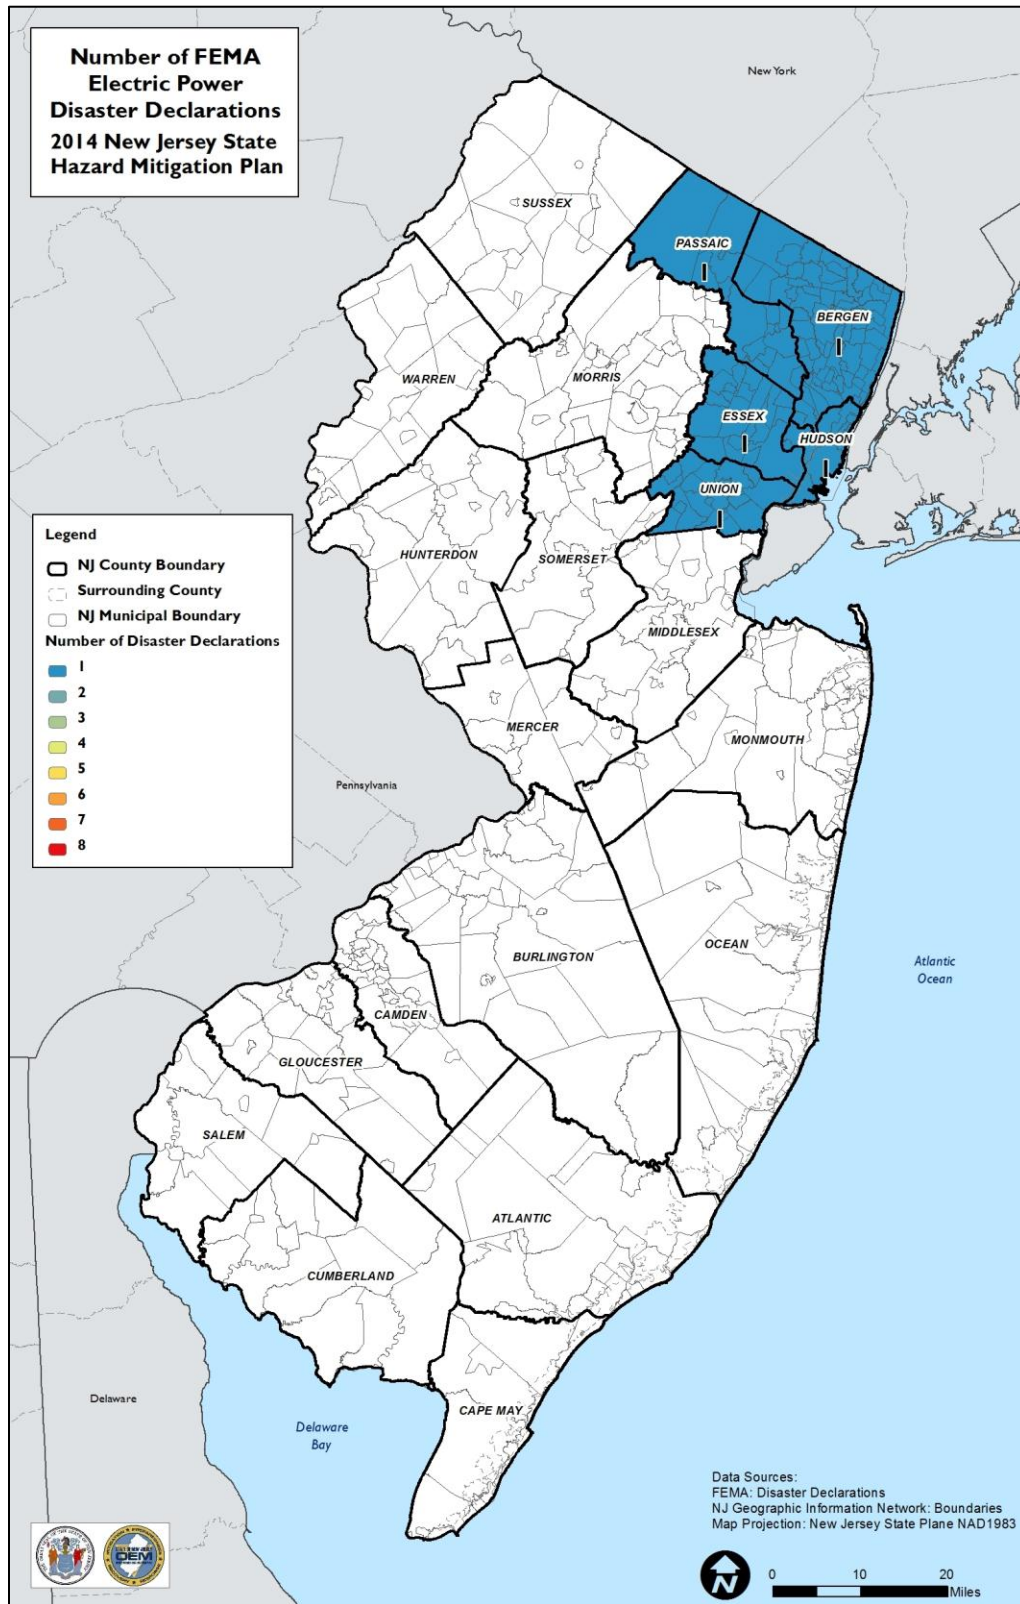 Number of FEMA
Electric Power
Disaster Declarations
2014 New Jersey State
Hazard Mitigation Plan
New York
SUSSEX
PASSAIC
1
BERGEN
1
WARREN
MORRIS
ESSEX
1
HUDSON
1
UNION
1
Legend
NJ County Boundary
Surrounding County
NJ Municipal Boundary
Number of Disaster Declarations
1
2
3
4
5
6
7
8
HUNTERDON
SOMERSET
MIDDLESEX
MERCER
MONMOUTH
Pennsylvania
OCEAN
BURLINGTON
Atlantic
Ocean
CAMDEN
GLOUCESTER
SALEM
ATLANTIC
CUMBERLAND
Delaware
CAPE MAY
Delaware
Bay
Data Sources:
FEMA: Disaster Declarations
NJ Geographic Information Network: Boundaries
Map Projection: New Jersey State Plane NAD1983
OEM
N
0 10 20
Miles